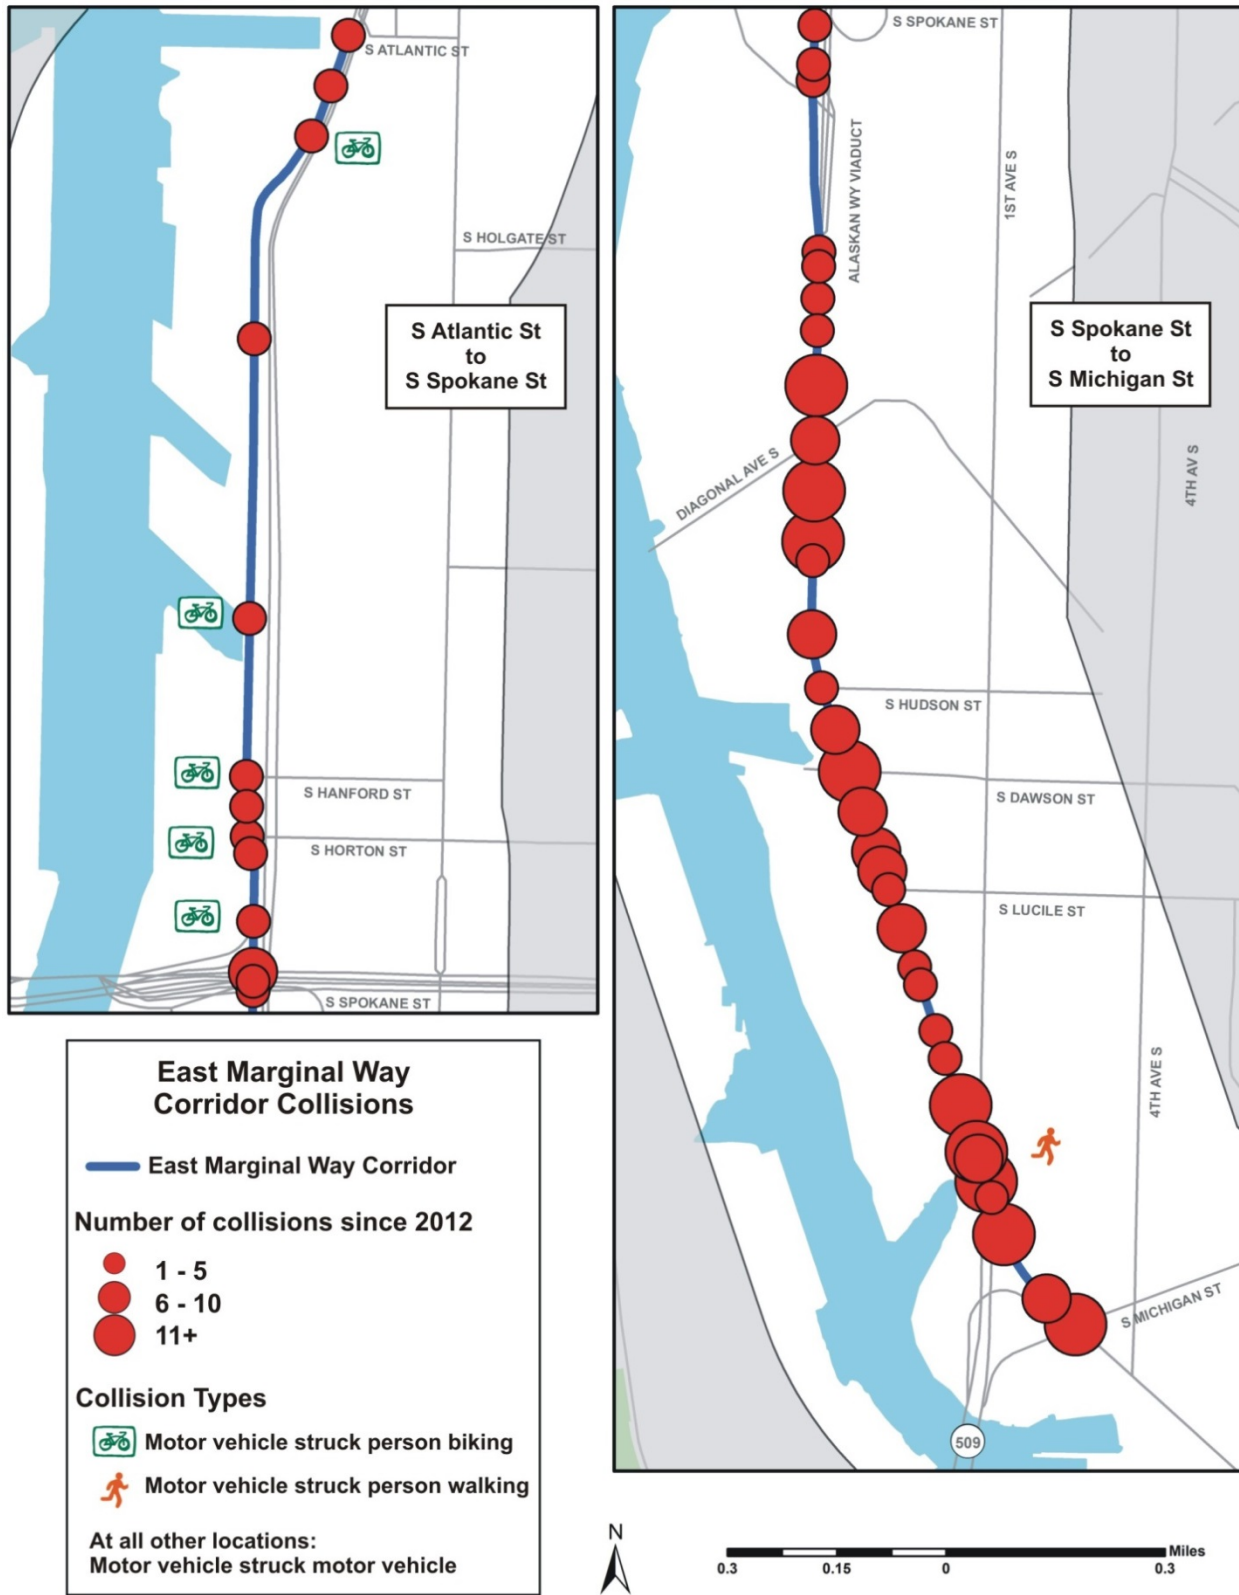 S ATLANTIC ST
S HOLGATE ST
S Atlantic St
to
S Spokane St
S HANFORD ST
S HORTON ST
S SPOKANE ST
S SPOKANE ST
ALASKAN WY VIADUCT
1ST AVE S
S Spokane St
to
S Michigan St
DIAGONAL AVE S
4TH AV S
S HUDSON ST
S DAWSON ST
S LUCILE ST
4TH AVE S
S MICHIGAN ST
509
East Marginal Way
Corridor Collisions
East Marginal Way Corridor
Number of collisions since 2012
1 - 5
6 - 10
11+
Collision Types
Motor vehicle struck person biking
Motor vehicle struck person walking
At all other locations:
Motor vehicle struck motor vehicle
N
Miles
0.3 0.15 0 0.3